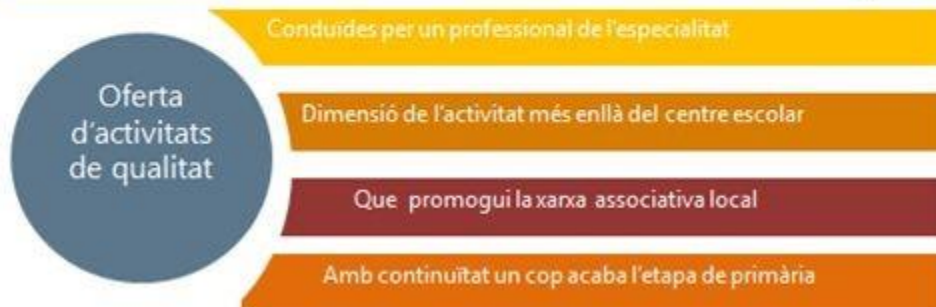 Oferta
d'activitats
de qualitat
Conduïdes per un professional de l'especialitat
Dimensió de l'activitat més enllà del centre escolar
Que promogui la xarxa associativa local
Amb continuïtat un cop acaba l'etapa de primària